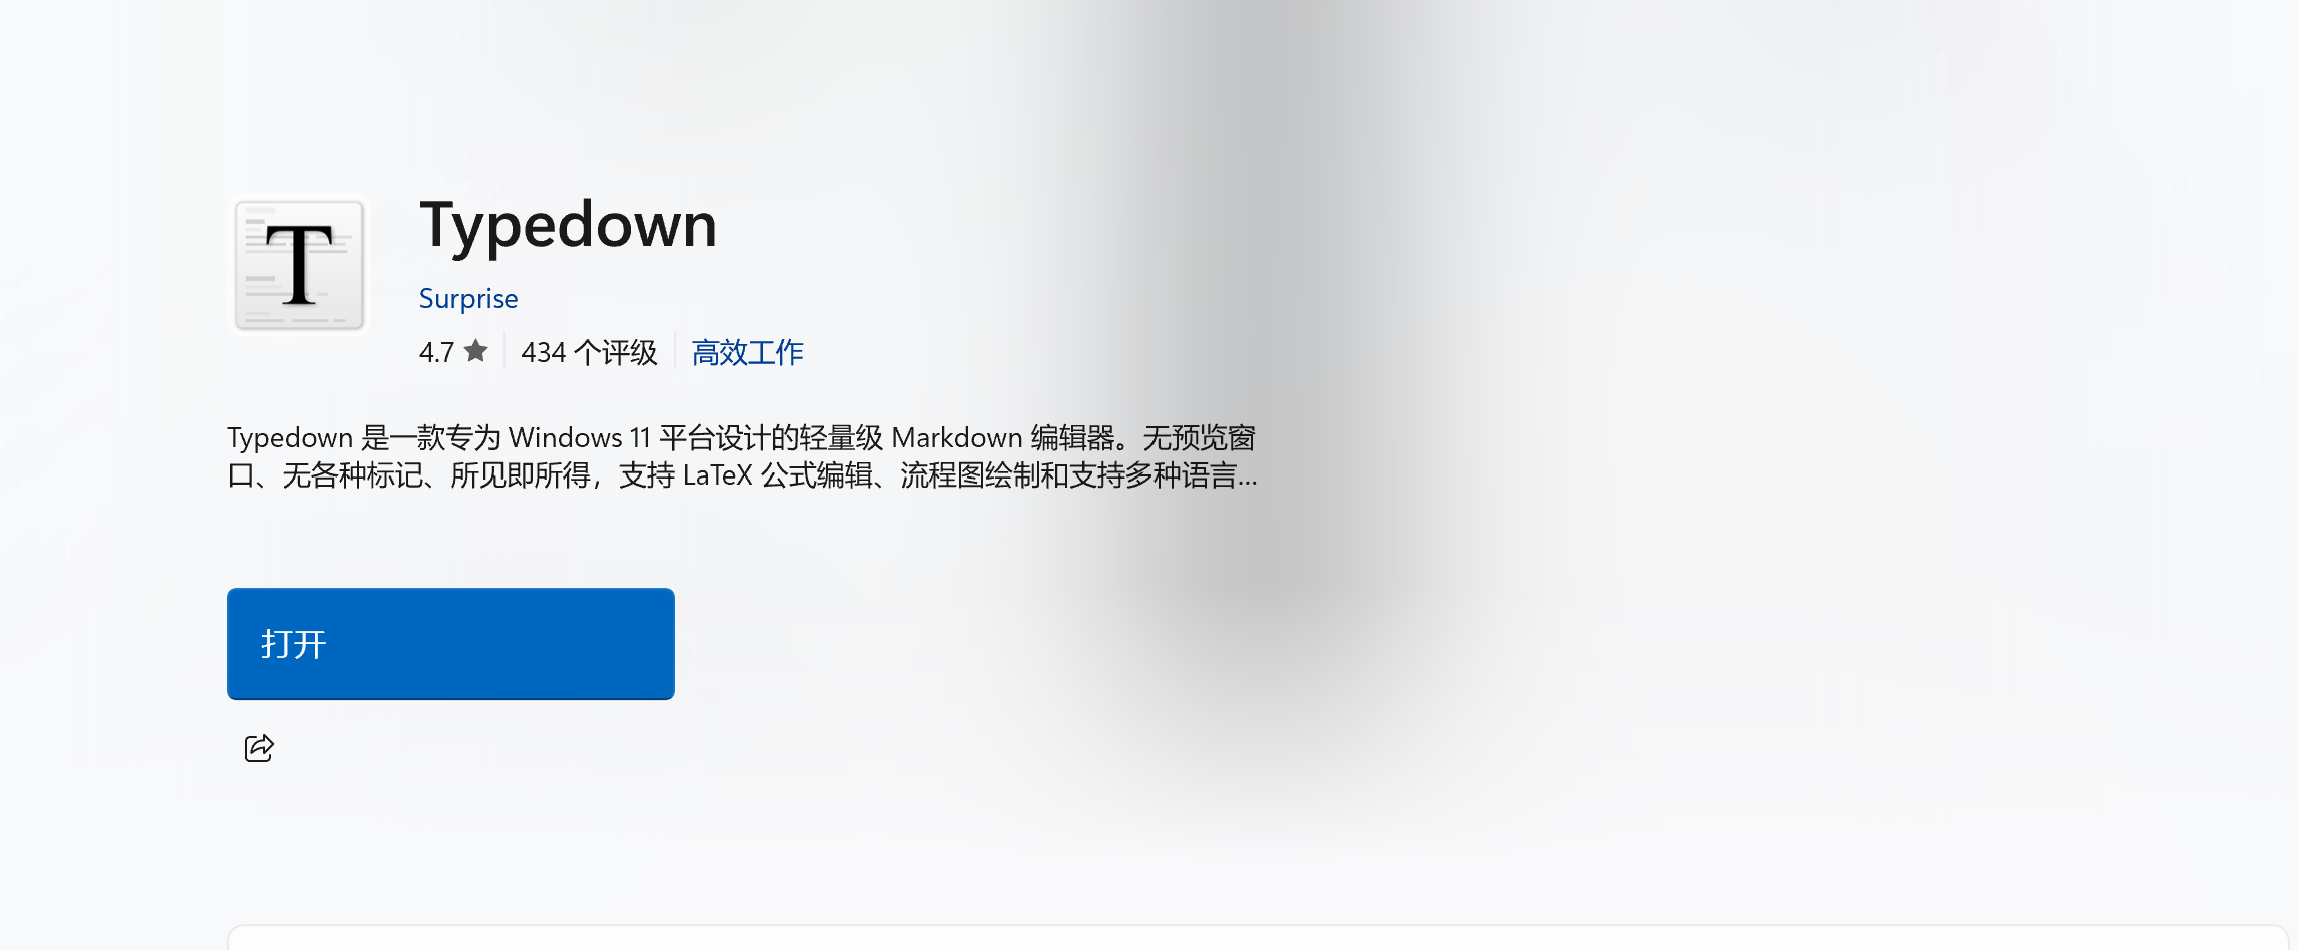 T
Typedown
Surprise
4.7 ★ 434 个评级 高效工作
Typedown 是一款专为 Windows 11 平台设计的轻量级 Markdown 编辑器。无预览窗
口、无各种标记、所见即所得，支持 LaTeX 公式编辑、流程图绘制和支持多种语言...
打开